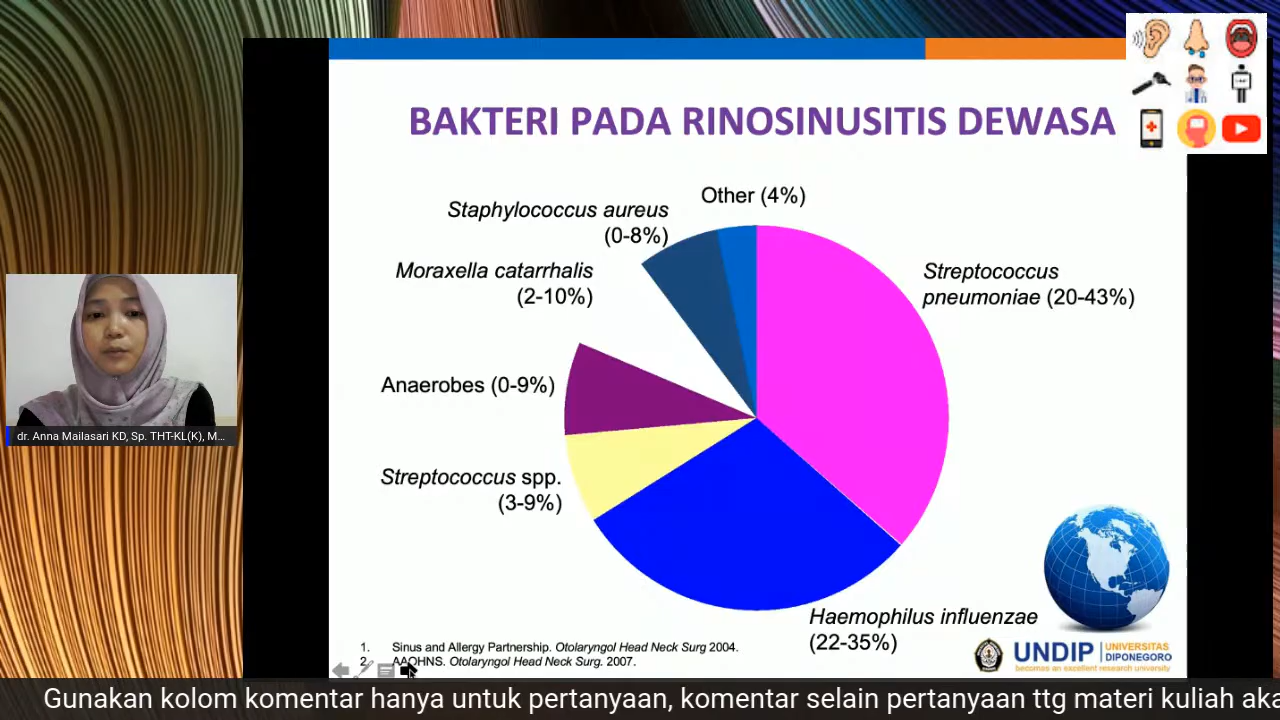 BAKTERI PADA RINOSINUSITIS DEWASA
Other (4%)
Staphylococcus aureus
(0-8%)
Moraxella catarrhalis
(2-10%)
Streptococcus
pneumoniae (20-43%)
Anaerobes (0-9%)
Streptococcus spp.
(3-9%)
Haemophilus influenzae
(22-35%)
1. Sinus and Allergy Partnership. Otolaryngol Head Neck Surg 2004.
2. AAOHNS. Otolaryngol Head Neck Surg. 2007.
UNDIP UNIVERSITAS
DIPONEGORO
becomes an excellent research university
dr. Anna Mailasari KD, Sp. THT-KL(K), M...
Gunakan kolom komentar hanya untuk pertanyaan, komentar selain pertanyaan ttg materi kuliah aka